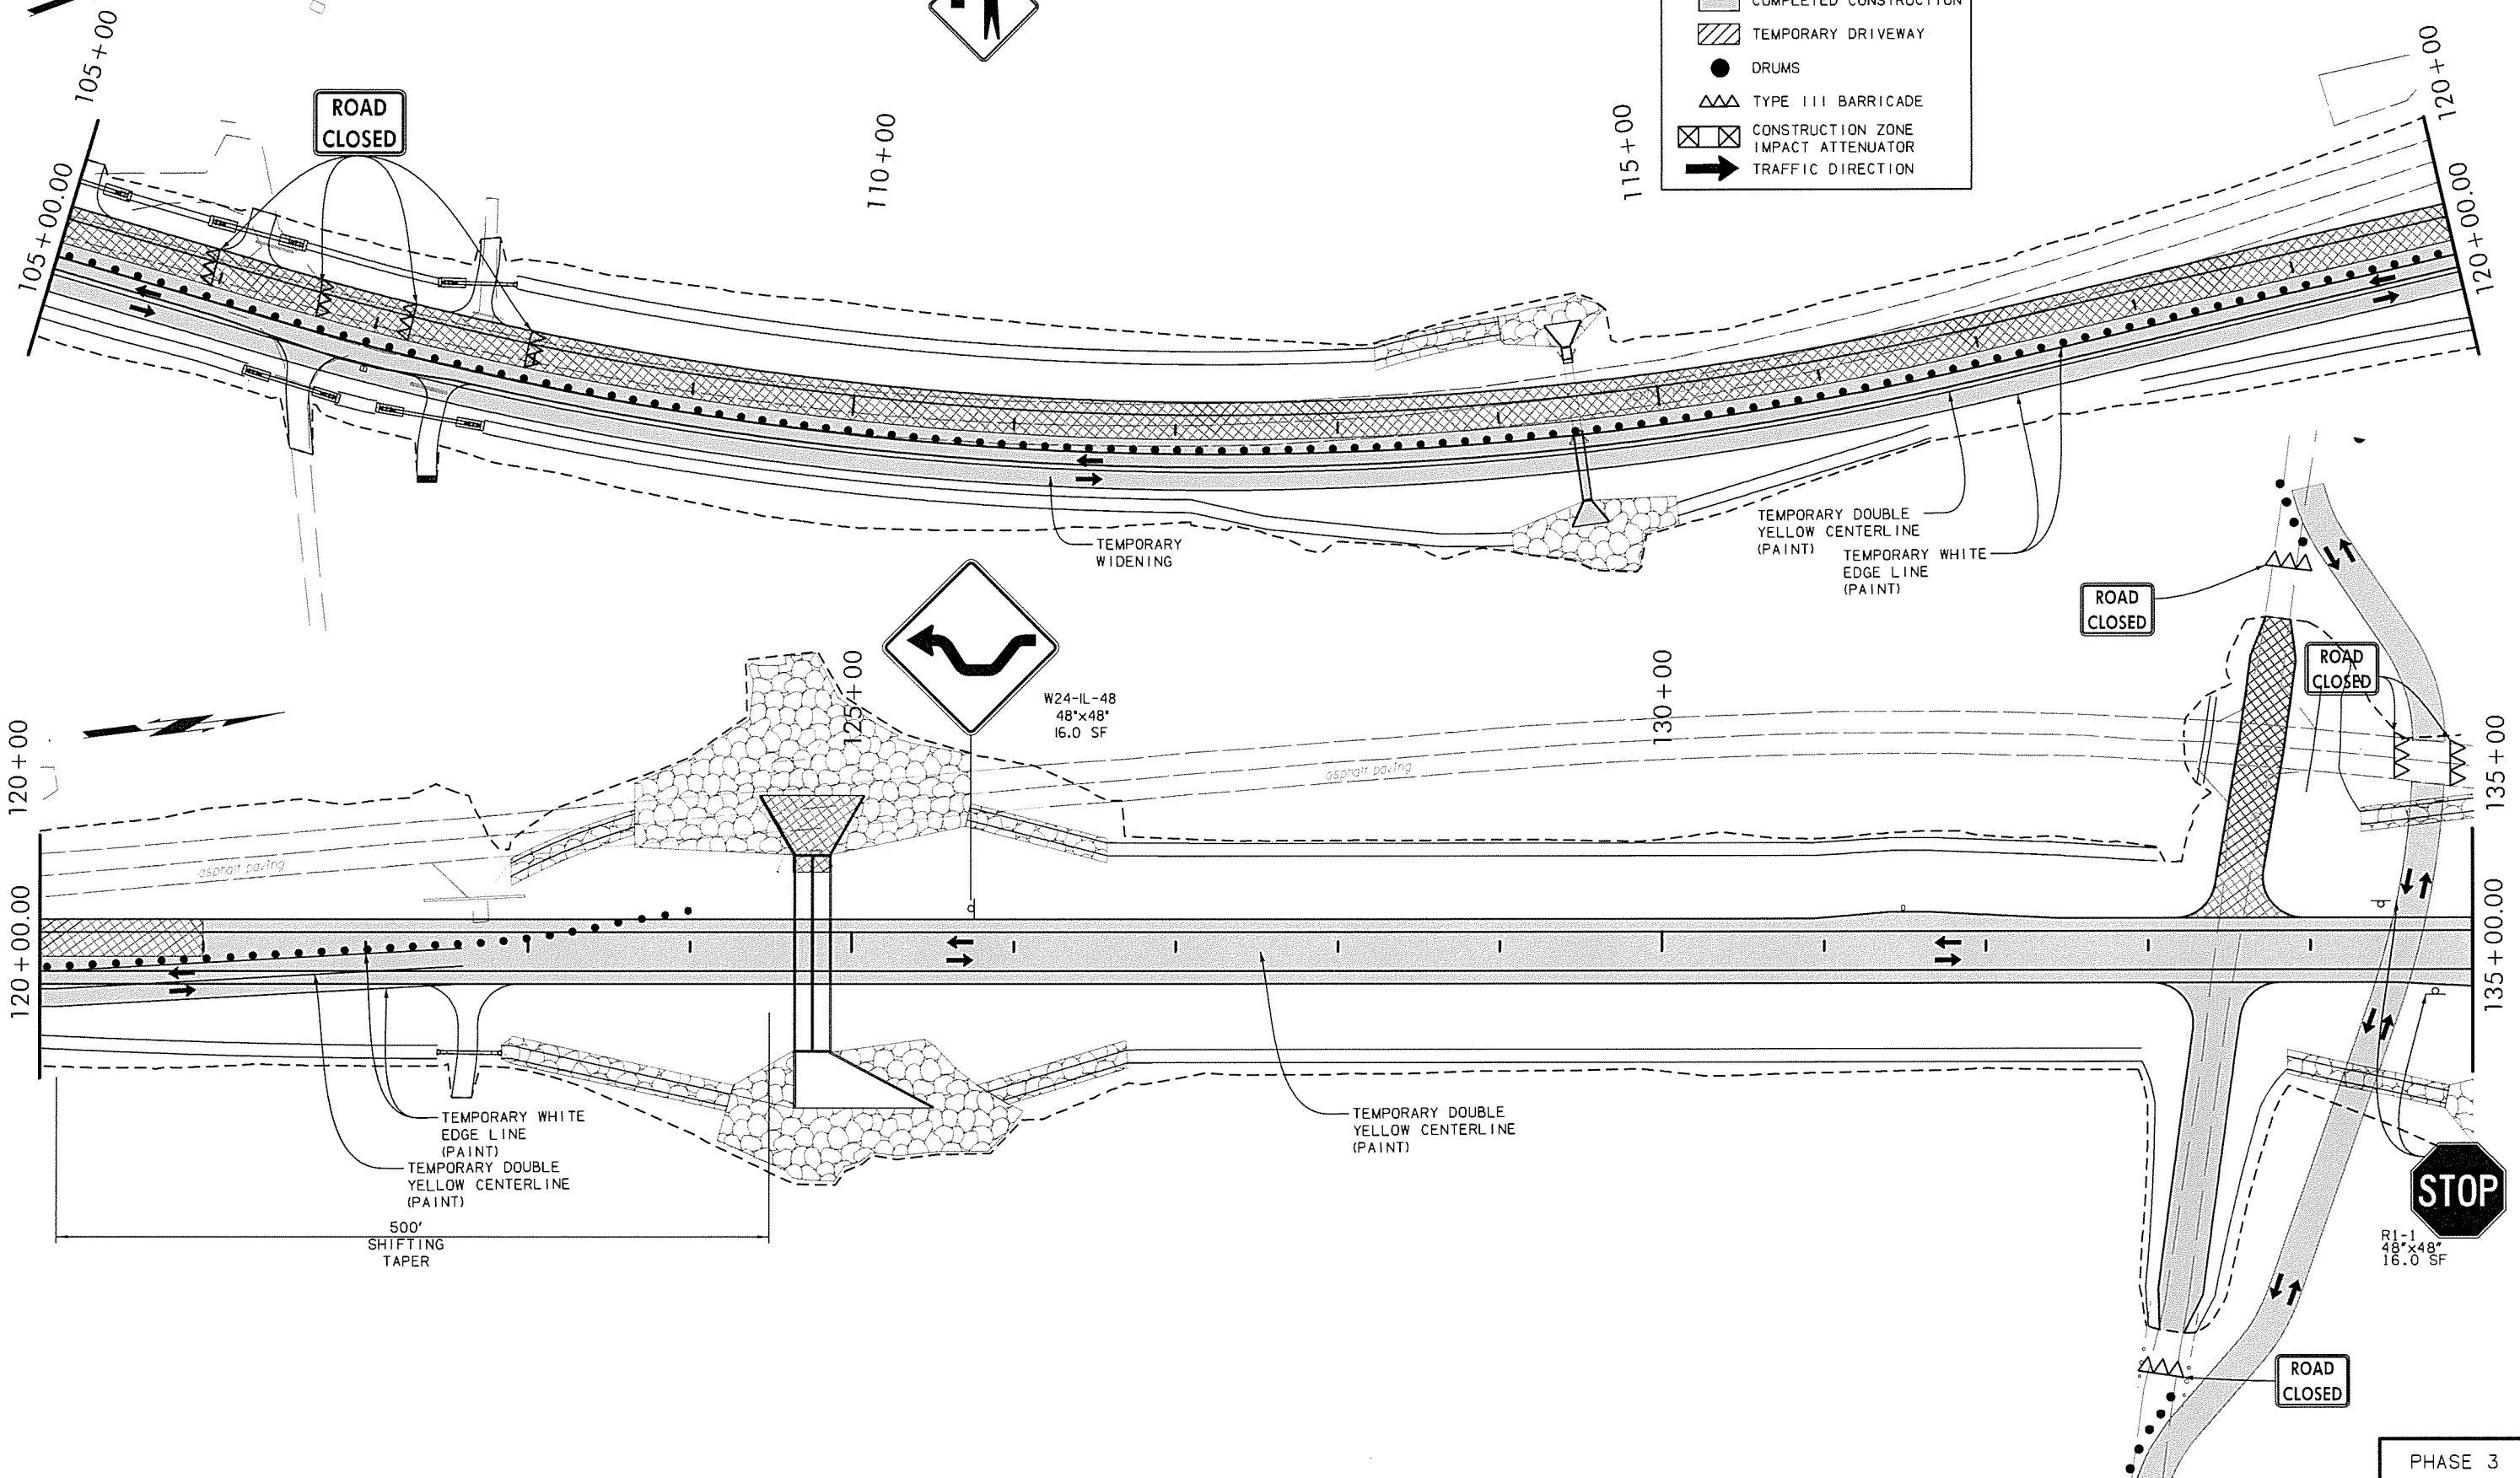 COMPLETED CONSTRUCTION
TEMPORARY DRIVEWAY
DRUMS
TYPE III BARRICADE
CONSTRUCTION ZONE
IMPACT ATTENUATOR
TRAFFIC DIRECTION
105+00
105+00.00
ROAD
CLOSED
110+00
115+00
120+00
120+00.00
TEMPORARY
WIDENING
TEMPORARY DOUBLE
YELLOW CENTERLINE
(PAINT)
TEMPORARY WHITE
EDGE LINE
(PAINT)
ROAD
CLOSED
ROAD
CLOSED
W24-IL-48
48"x48"
16.0 SF
120+00
120+00.00
125+00
130+00
135+00
135+00.00
asphalt paving
asphalt paving
TEMPORARY WHITE
EDGE LINE
(PAINT)
TEMPORARY DOUBLE
YELLOW CENTERLINE
(PAINT)
500'
SHIFTING
TAPER
TEMPORARY DOUBLE
YELLOW CENTERLINE
(PAINT)
STOP
R1-1
48"x48"
16.0 SF
ROAD
CLOSED
PHASE 3